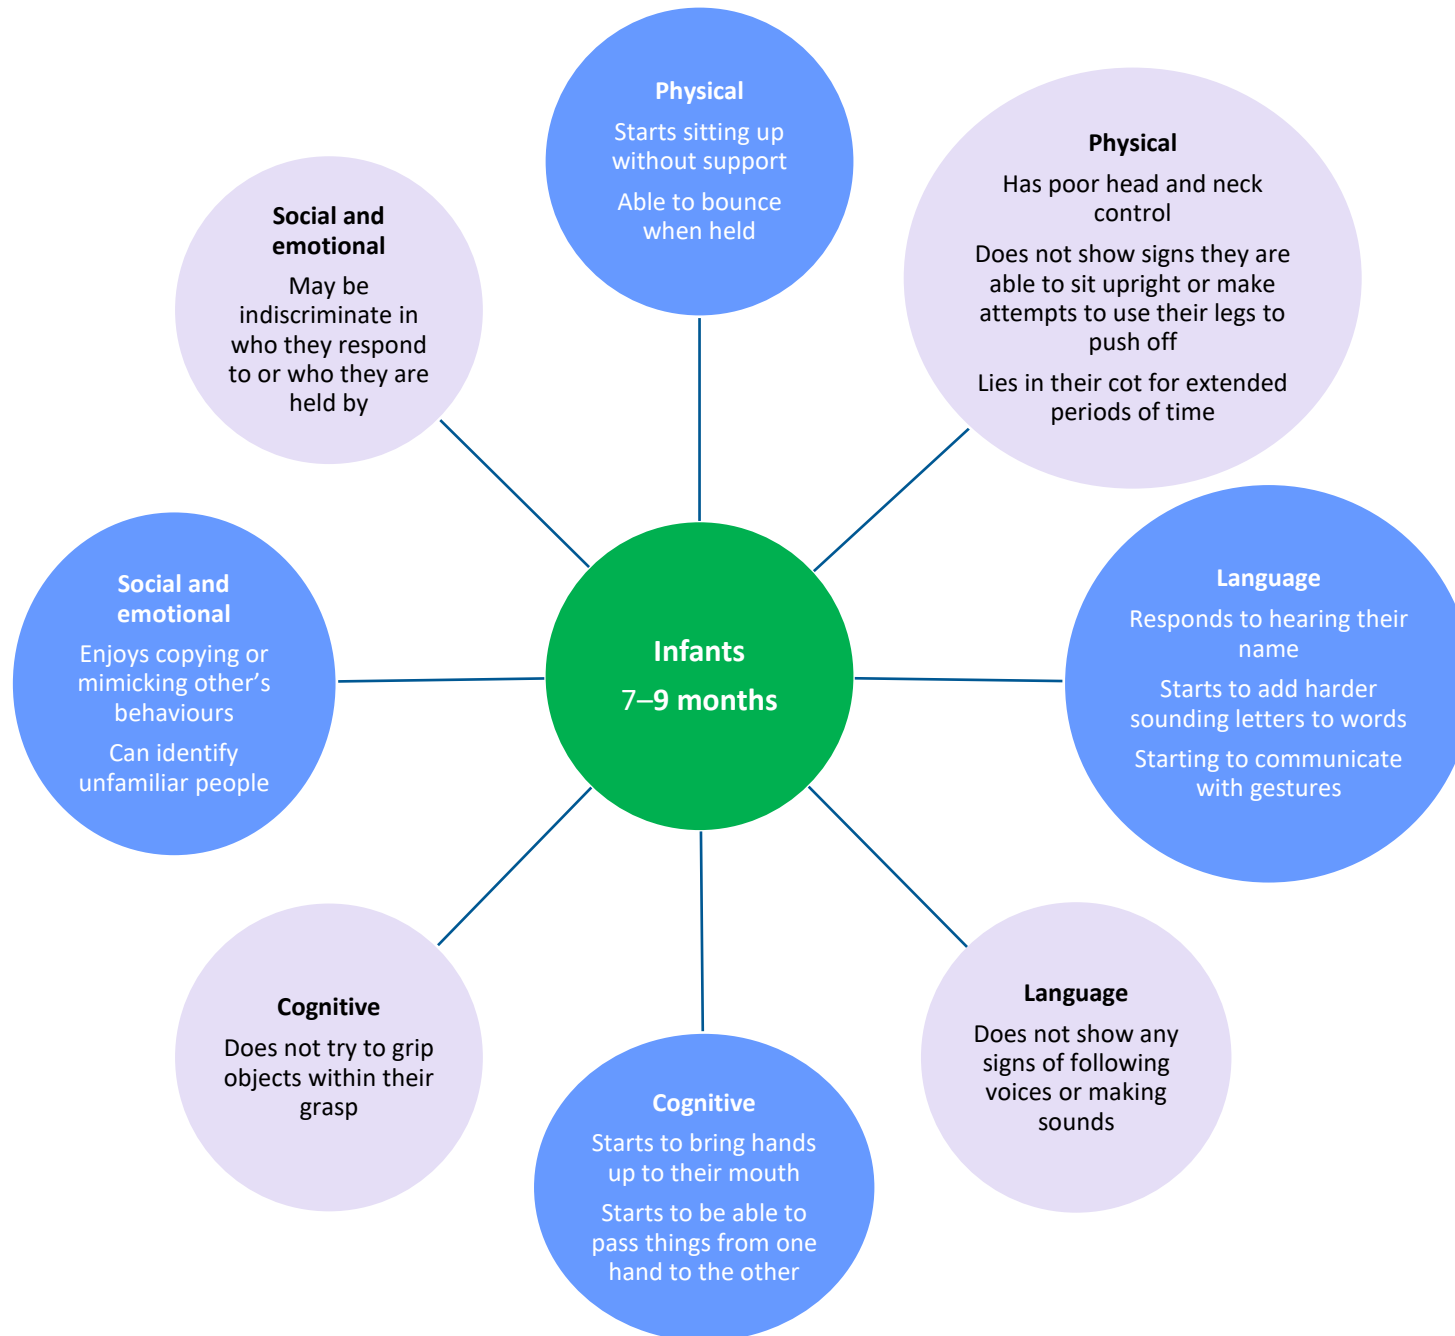 Physical
Starts sitting up
without support
Able to bounce
when held
Physical
Has poor head and neck
control
Does not show signs they are
able to sit upright or make
attempts to use their legs to
push off
Lies in their cot for extended
periods of time
Language
Responds to hearing their
name
Starts to add harder
sounding letters to words
Starting to communicate
with gestures
Language
Does not show any
signs of following
voices or making
sounds
Cognitive
Starts to bring hands
up to their mouth
Starts to be able to
pass things from one
hand to the other
Cognitive
Does not try to grip
objects within their
grasp
Social and
emotional
Enjoys copying or
mimicking other’s
behaviours
Can identify
unfamiliar people
Social and
emotional
May be
indiscriminate in
who they respond
to or who they are
held by
Infants
7–9 months